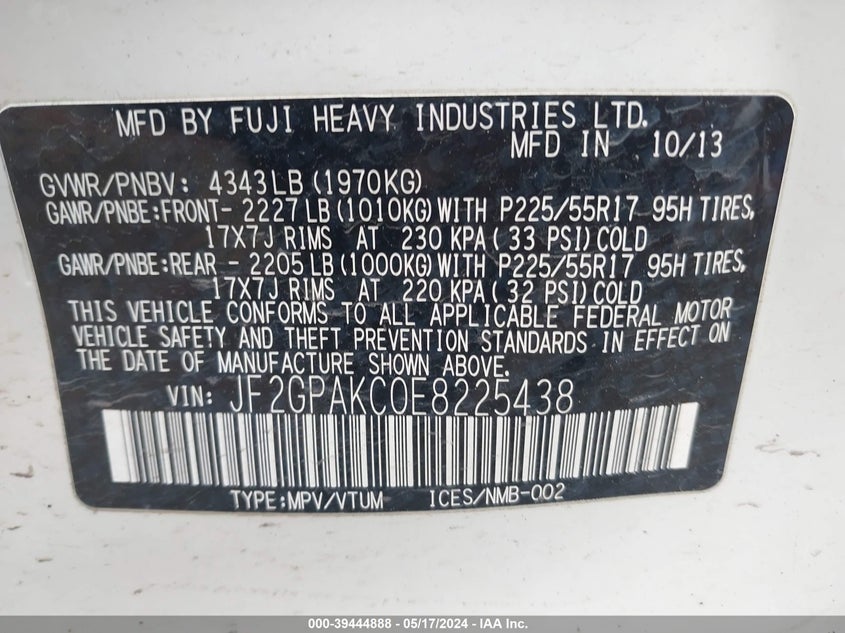 MFD BY FUJI HEAVY INDUSTRIES LTD.
MFD IN 10/13
GVWR/PNBV: 4343LB(1970KG)
GAWR/PNBE:FRONT- 2227LB(1010KG)WITH P225/55R17 95H TIRES,
17X7J RIMS AT 230 KPA(33 PSI)COLD
GAWR/PNBE:REAR - 2205LB(1000KG)WITH P225/55R17 95H TIRES,
17X7J RIMS AT 220 KPA(32 PSI)COLD
THIS VEHICLE CONFORMS TO ALL APPLICABLE FEDERAL MOTOR
VEHICLE SAFETY AND THEFT PREVENTION STANDARDS IN EFFECT ON
THE DATE OF MANUFACTURE SHOWN ABOVE.
VIN: JF2GPAKC0E8225438
TYPE:MPV/VTUM ICES/NMB-002
000-39444888 - 05/17/2024 - IAA Inc.